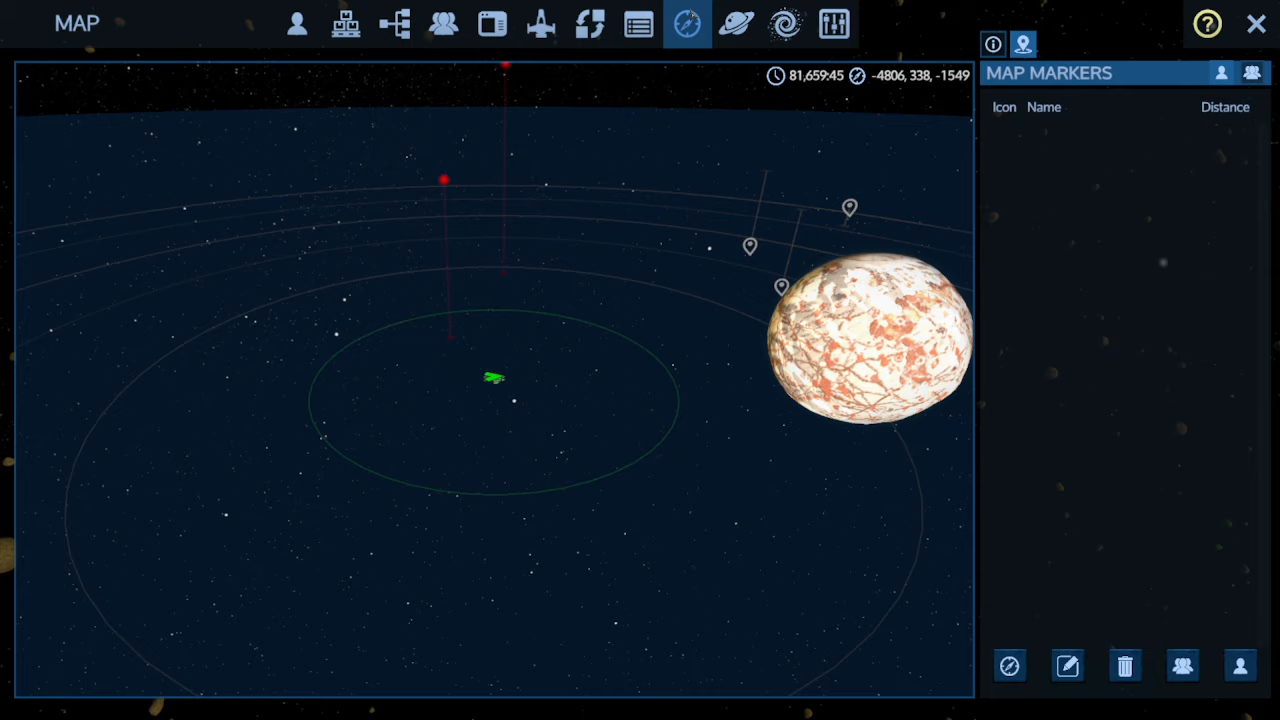 MAP
?
81,659:45 -4806, 338, -1549
MAP MARKERS
Icon Name Distance